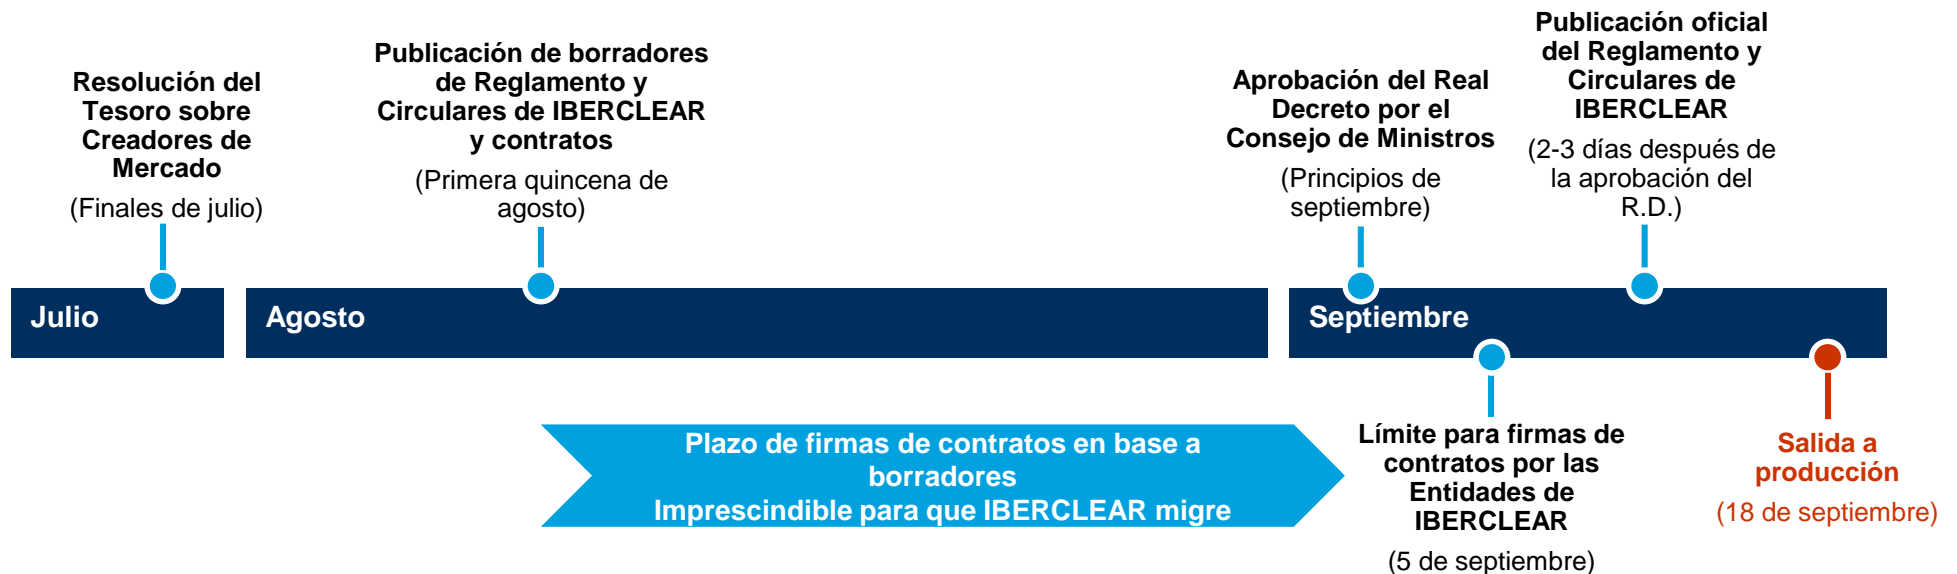 Resolución del
Tesoro sobre
Creadores de
Mercado
(Finales de julio)
Publicación de borradores
de Reglamento y
Circulares de IBERCLEAR
y contratos
(Primera quincena de
agosto)
Aprobación del Real
Decreto por el
Consejo de Ministros
(Principios de
septiembre)
Publicación oficial
del Reglamento y
Circulares de
IBERCLEAR
(2-3 días después de
la aprobación del
R.D.)
Julio
Agosto
Septiembre
Plazo de firmas de contratos en base a
borradores
Imprescindible para que IBERCLEAR migre
Límite para firmas de
contratos por las
Entidades de
IBERCLEAR
(5 de septiembre)
Salida a
producción
(18 de septiembre)